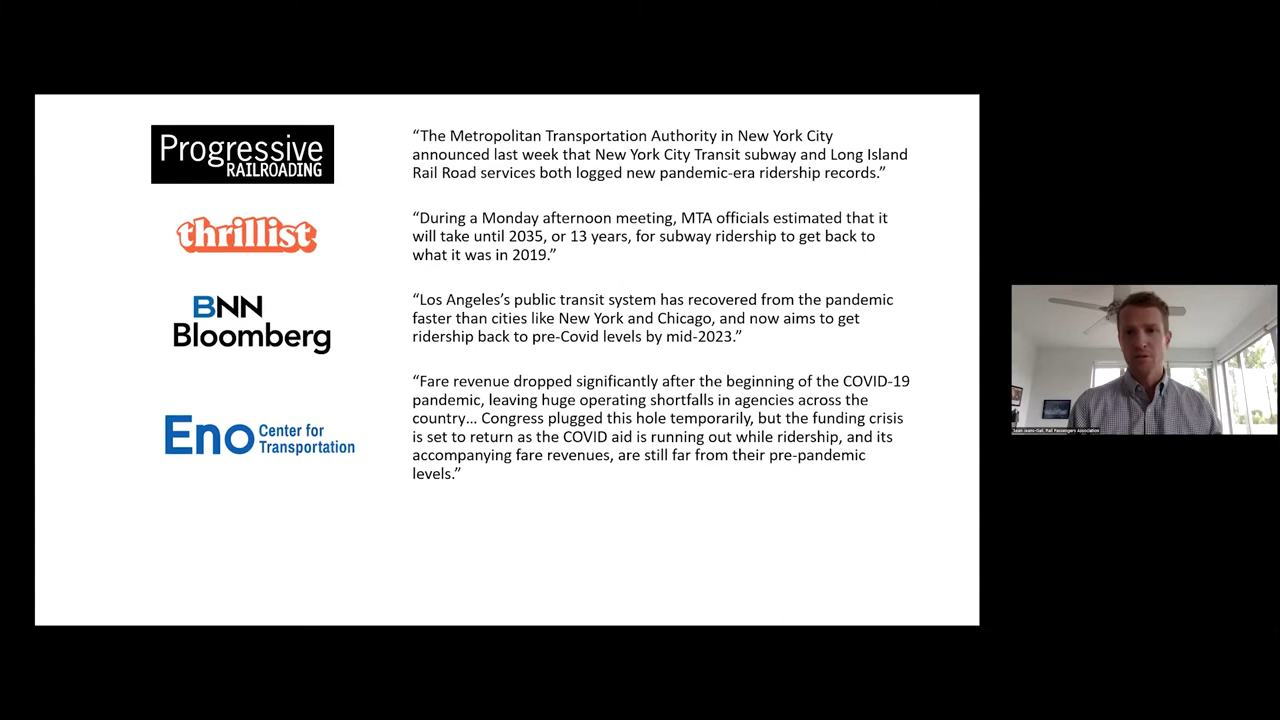 Progressive
RAILROADING
“The Metropolitan Transportation Authority in New York City
announced last week that New York City Transit subway and Long Island
Rail Road services both logged new pandemic-era ridership records.”
thrillist
“During a Monday afternoon meeting, MTA officials estimated that it
will take until 2035, or 13 years, for subway ridership to get back to
what it was in 2019.”
BNN
Bloomberg
“Los Angeles’s public transit system has recovered from the pandemic
faster than cities like New York and Chicago, and now aims to get
ridership back to pre-Covid levels by mid-2023.”
Eno Center for
Transportation
“Fare revenue dropped significantly after the beginning of the COVID-19
pandemic, leaving huge operating shortfalls in agencies across the
country… Congress plugged this hole temporarily, but the funding crisis
is set to return as the COVID aid is running out while ridership, and its
accompanying fare revenues, are still far from their pre-pandemic
levels.”
Sean Jeans-Gail, Rail Passengers Association